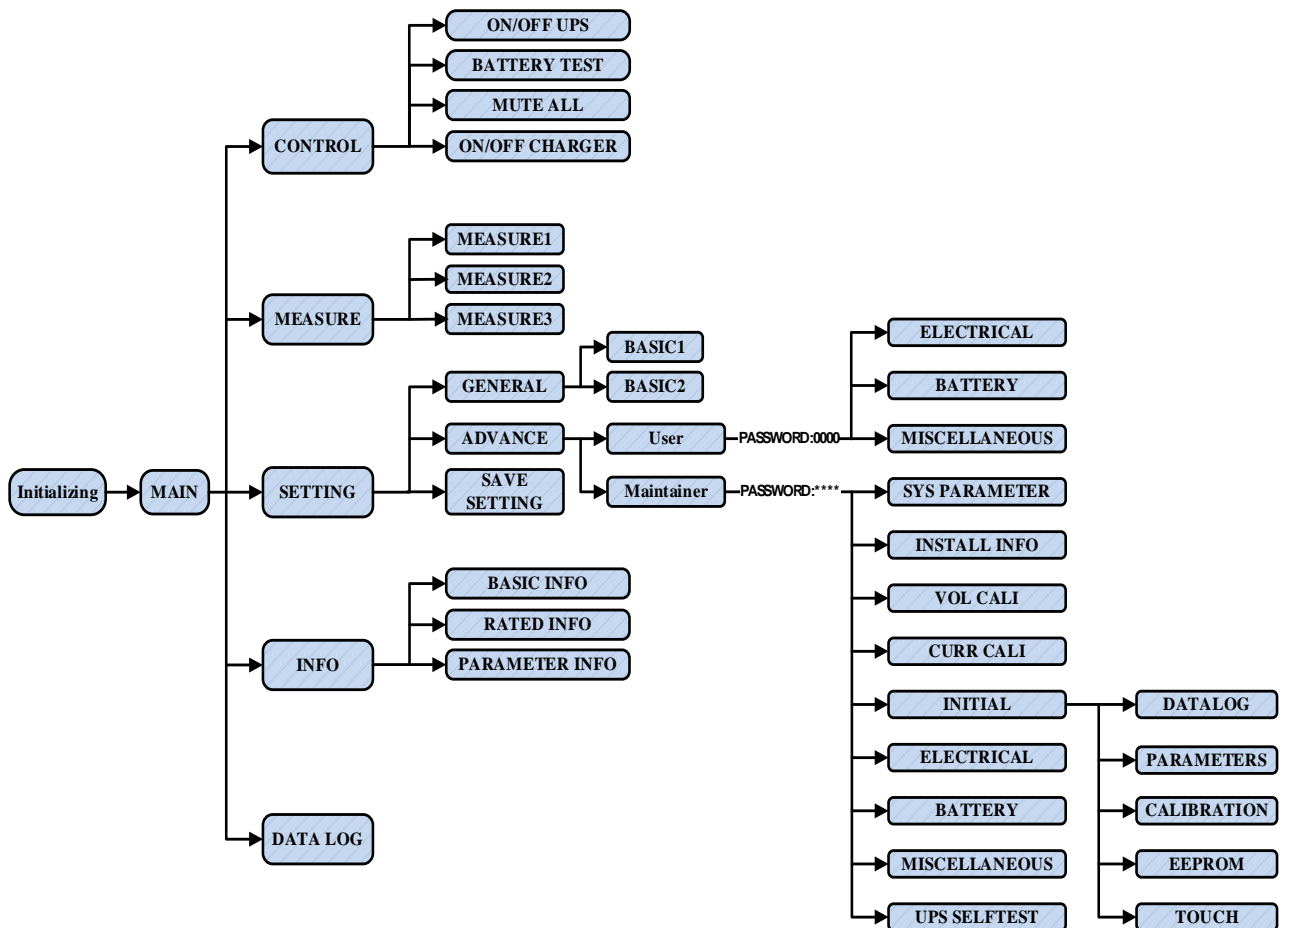 Initializing
MAIN
CONTROL
ON/OFF UPS
BATTERY TEST
MUTE ALL
ON/OFF CHARGER
MEASURE
MEASURE1
MEASURE2
MEASURE3
SETTING
GENERAL
BASIC1
BASIC2
ADVANCE
User
PASSWORD:0000
ELECTRICAL
BATTERY
MISCELLANEOUS
Maintainer
PASSWORD:****
SYS PARAMETER
INSTALL INFO
VOL CALI
CURR CALI
INITIAL
DATALOG
PARAMETERS
CALIBRATION
EEPROM
TOUCH
ELECTRICAL
BATTERY
MISCELLANEOUS
UPS SELFTEST
SAVE
SETTING
INFO
BASIC INFO
RATED INFO
PARAMETER INFO
DATA LOG